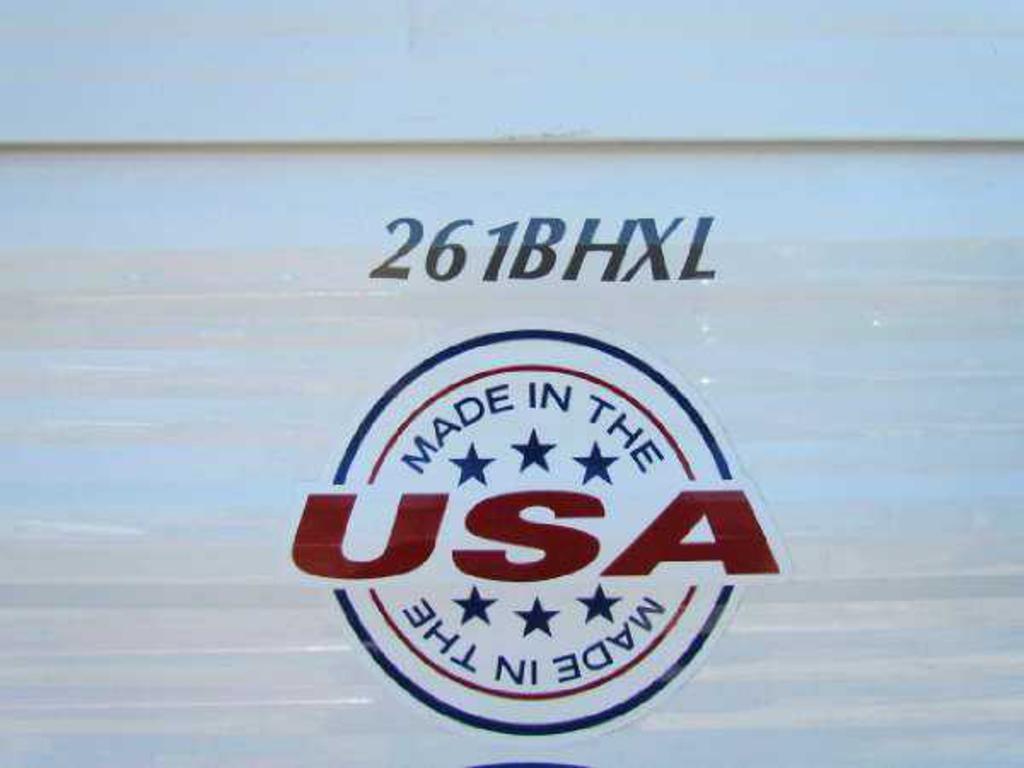 261BHXL
MADE IN THE
USA
MADE IN THE